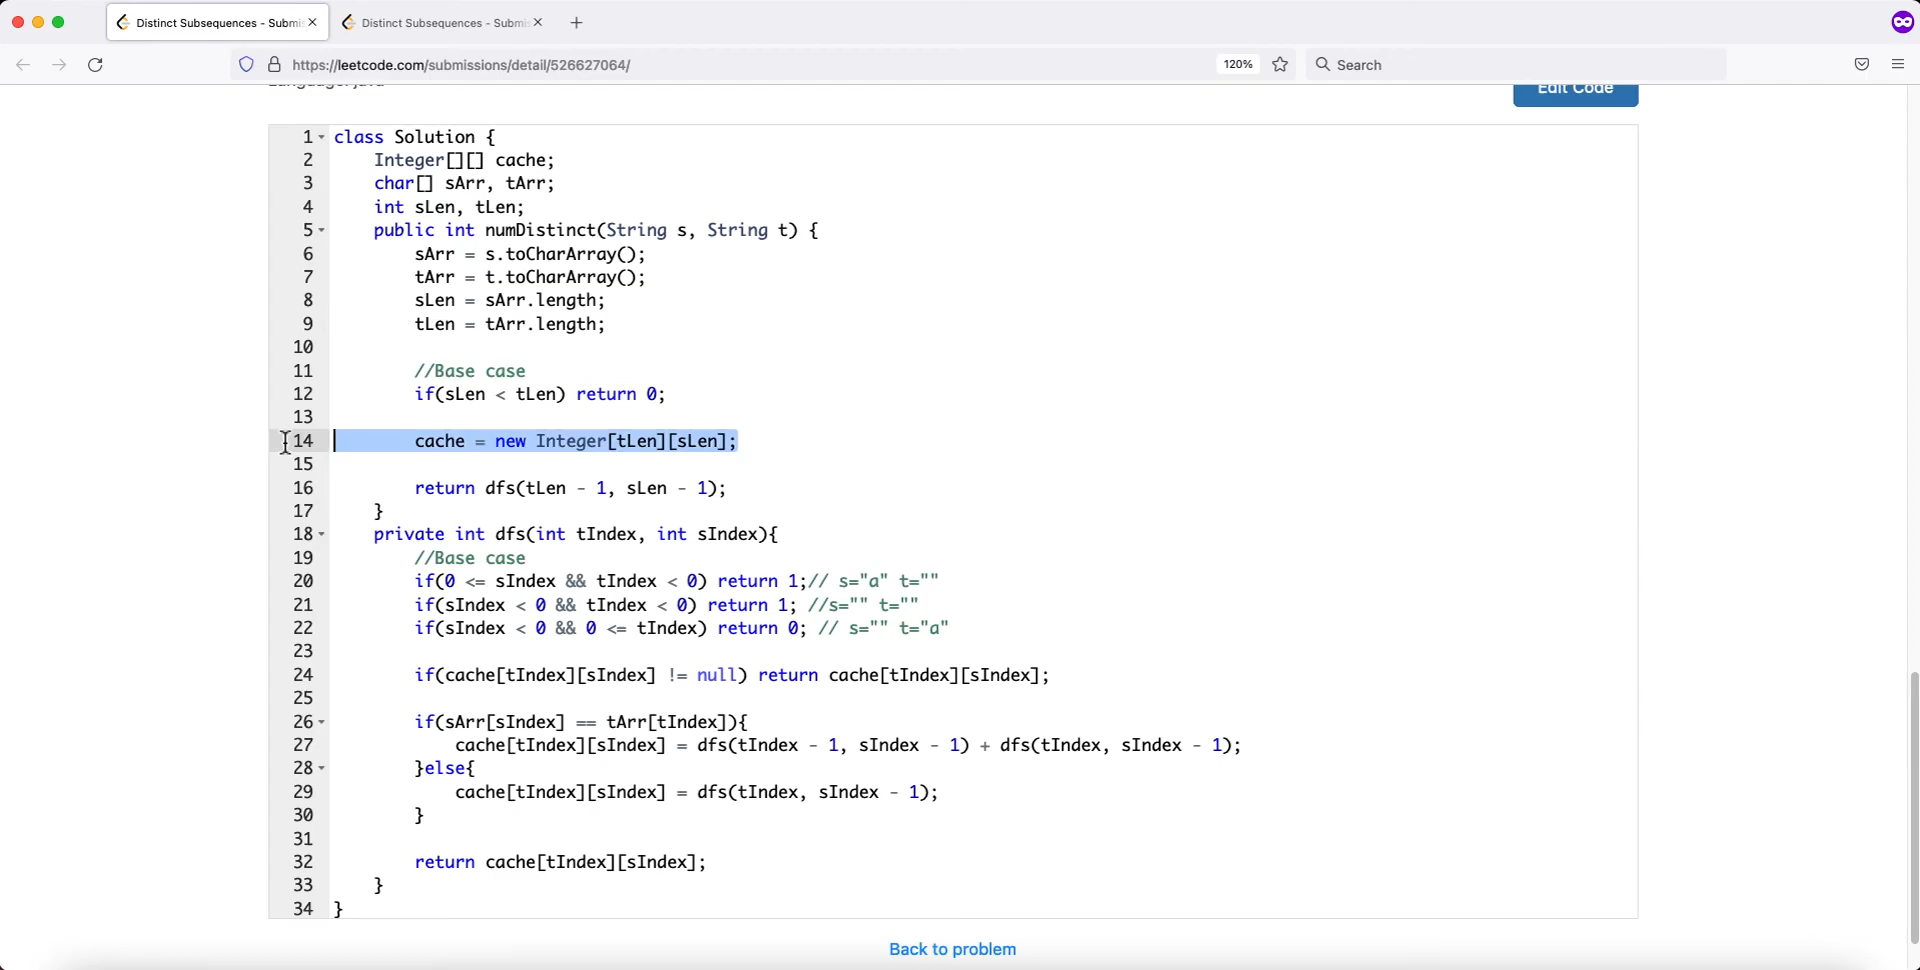 Distinct Subsequences - Submis
Distinct Subsequences - Submis
https://leetcode.com/submissions/detail/526627064/
120%
Search
Language: java
Edit Code
1 class Solution {
2 Integer[][] cache;
3 char[] sArr, tArr;
4 int sLen, tLen;
5 public int numDistinct(String s, String t) {
6 sArr = s.toCharArray();
7 tArr = t.toCharArray();
8 sLen = sArr.length;
9 tLen = tArr.length;
10
11 //Base case
12 if(sLen < tLen) return 0;
13
14 cache = new Integer[tLen][sLen];
15
16 return dfs(tLen - 1, sLen - 1);
17 }
18 private int dfs(int tIndex, int sIndex){
19 //Base case
20 if(0 <= sIndex && tIndex < 0) return 1;// s="a" t=""
21 if(sIndex < 0 && tIndex < 0) return 1; //s="" t=""
22 if(sIndex < 0 && 0 <= tIndex) return 0; // s="" t="a"
23
24 if(cache[tIndex][sIndex] != null) return cache[tIndex][sIndex];
25
26 if(sArr[sIndex] == tArr[tIndex]){
27 cache[tIndex][sIndex] = dfs(tIndex - 1, sIndex - 1) + dfs(tIndex, sIndex - 1);
28 }else{
29 cache[tIndex][sIndex] = dfs(tIndex, sIndex - 1);
30 }
31
32 return cache[tIndex][sIndex];
33 }
34 }
Back to problem